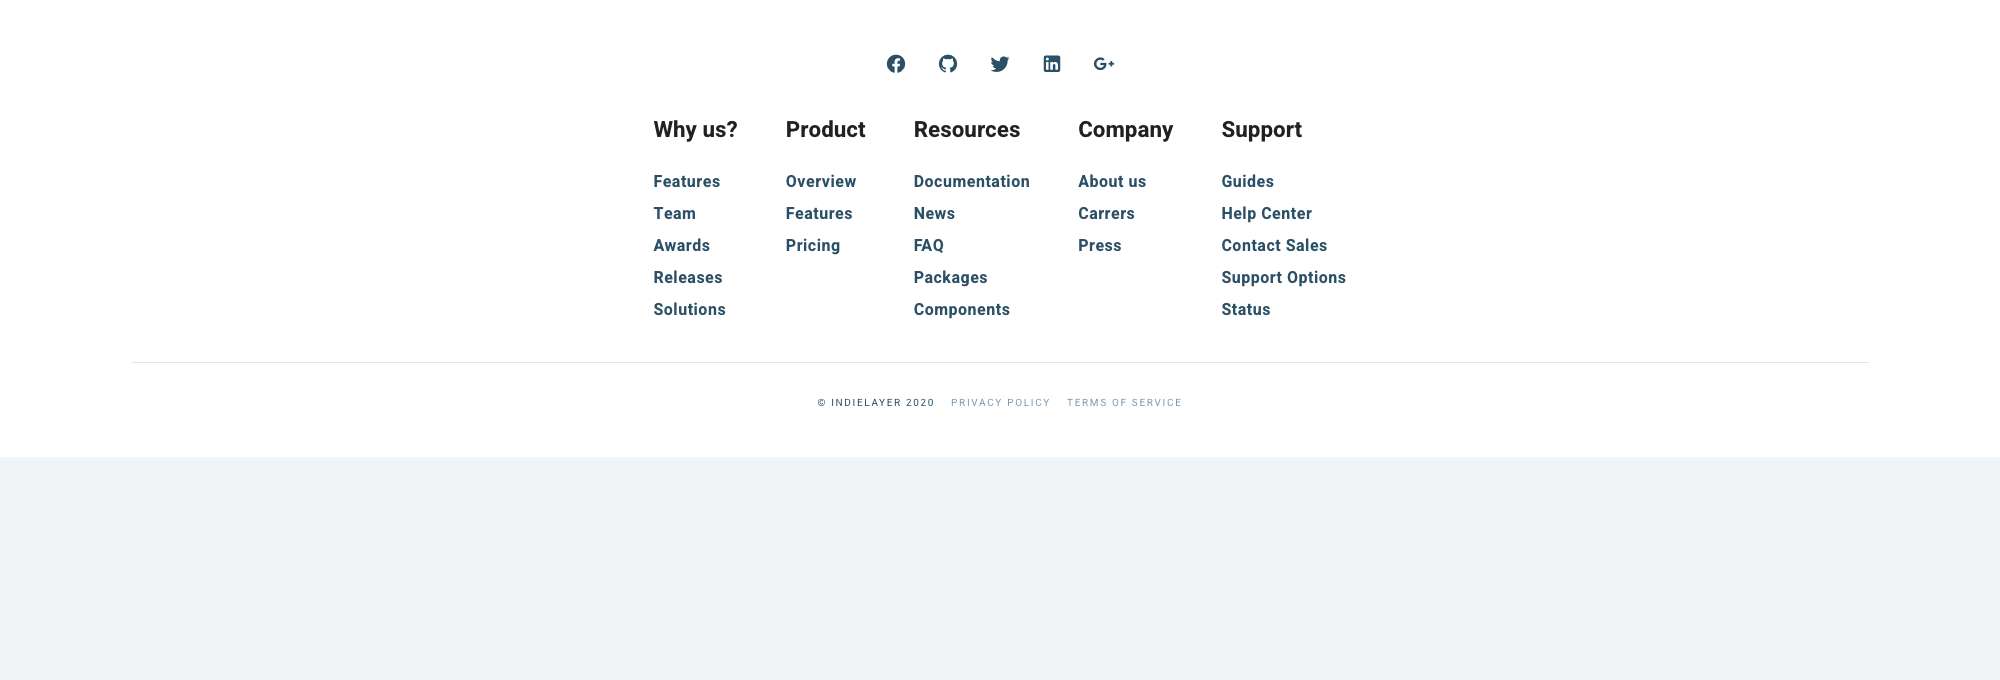 Why us?
Features
Team
Awards
Releases
Solutions
Product
Overview
Features
Pricing
Resources
Documentation
News
FAQ
Packages
Components
Company
About us
Carrers
Press
Support
Guides
Help Center
Contact Sales
Support Options
Status
© INDIELAYER 2020 PRIVACY POLICY TERMS OF SERVICE